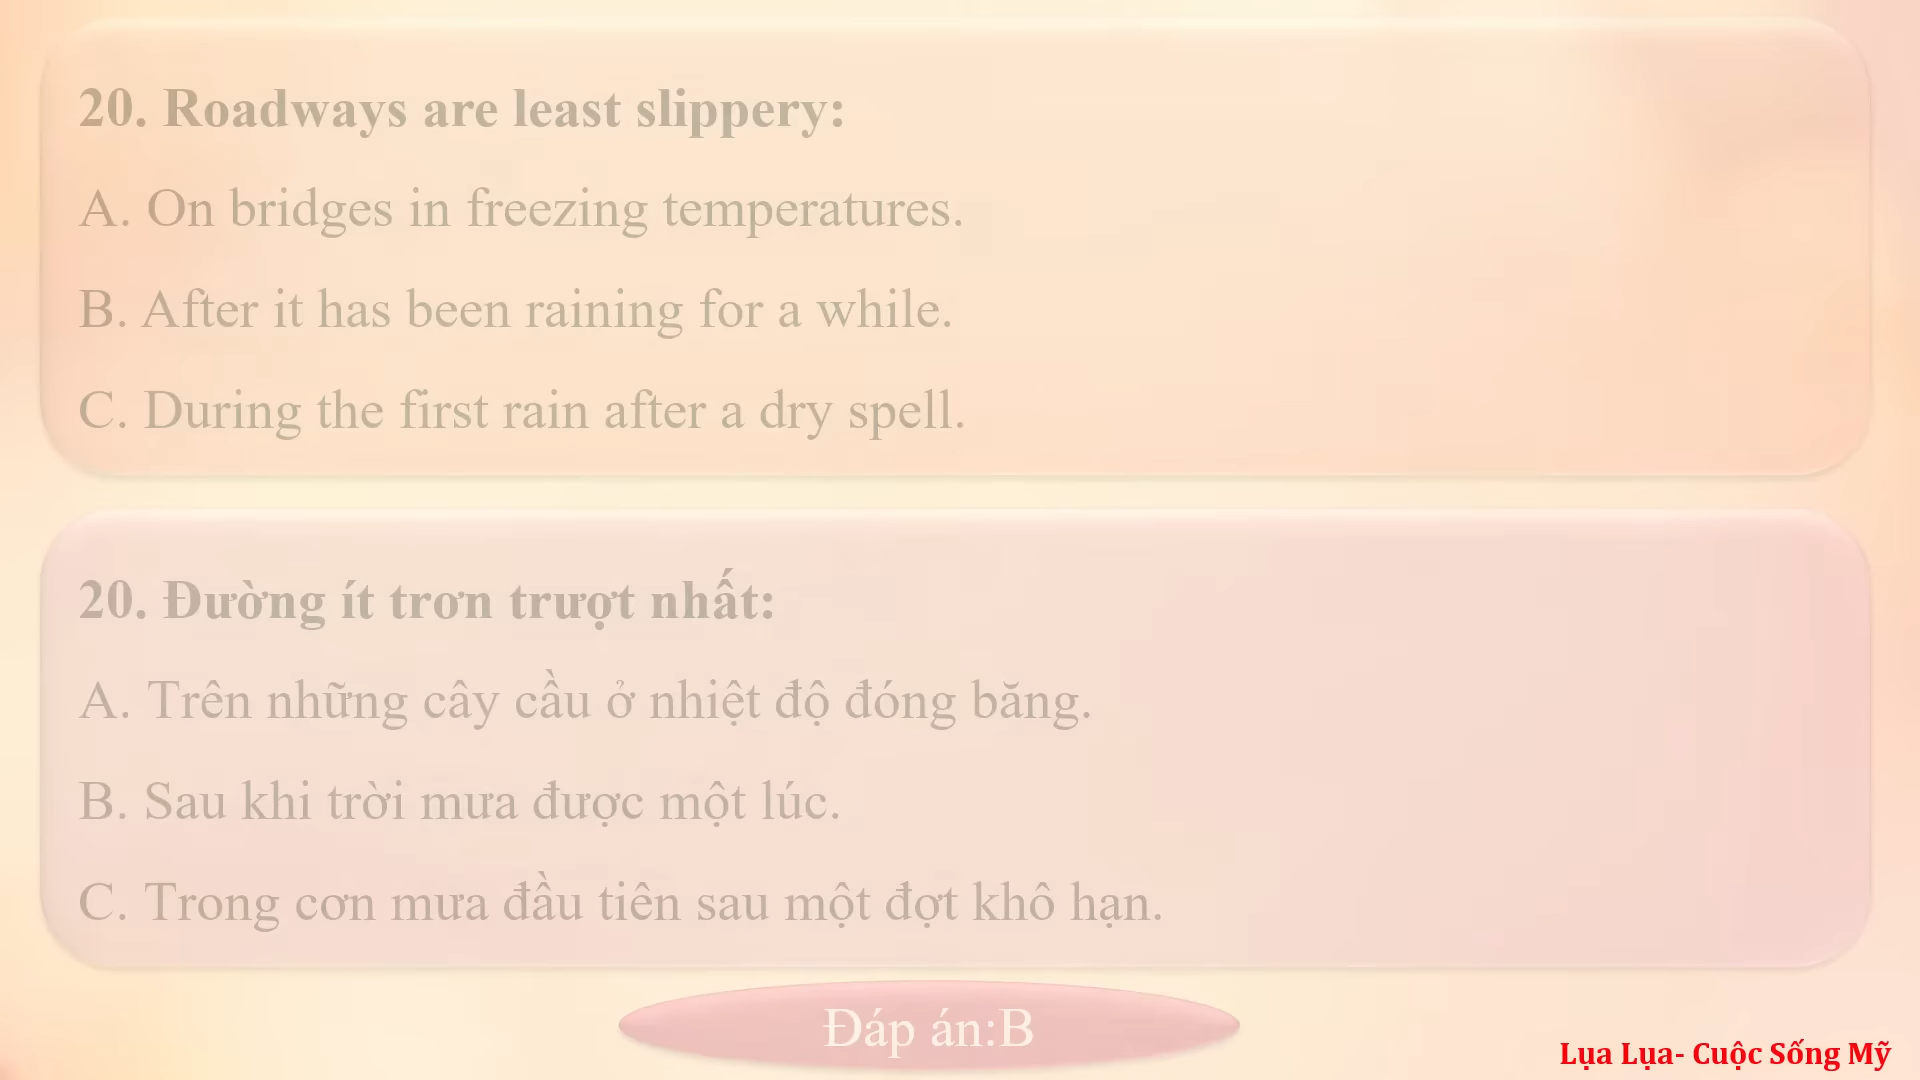 20. Roadways are least slippery:
A. On bridges in freezing temperatures.
B. After it has been raining for a while.
C. During the first rain after a dry spell.
20. Đường ít trơn trượt nhất:
A. Trên những cây cầu ở nhiệt độ đóng băng.
B. Sau khi trời mưa được một lúc.
C. Trong cơn mưa đầu tiên sau một đợt khô hạn.
Đáp án:B
Lụa Lụa- Cuộc Sống Mỹ